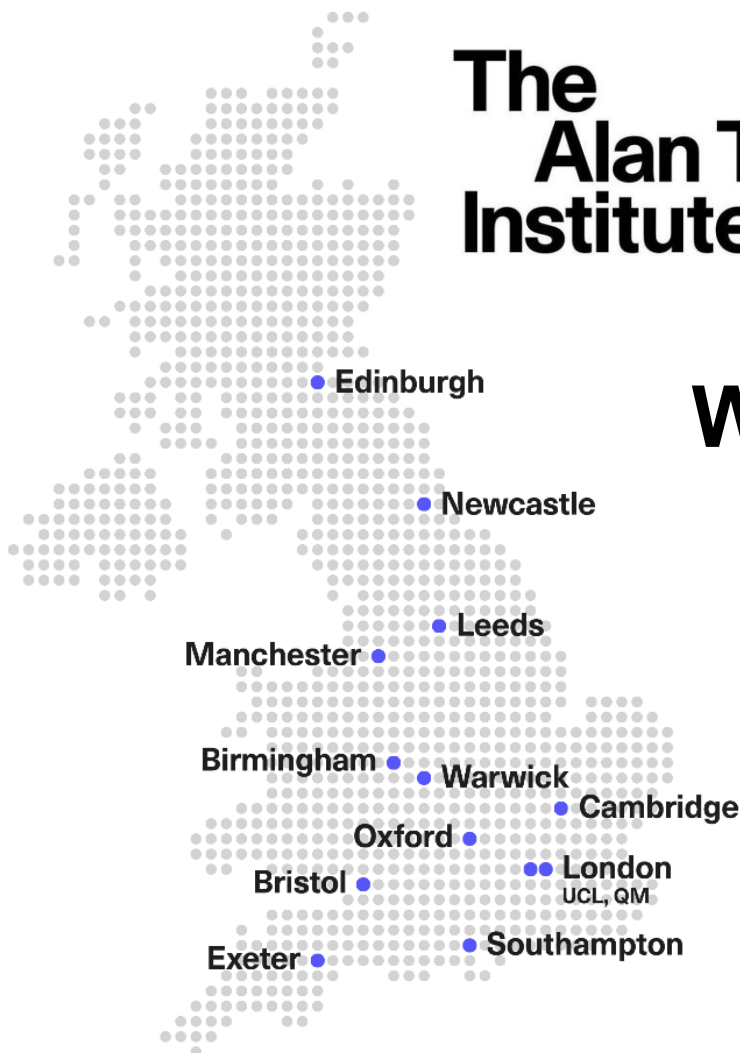 The
Alan T
Institute
Edinburgh
W
Newcastle
Leeds
Manchester
Birmingham
Warwick
Cambridge
Oxford
London
UCL, QM
Bristol
Southampton
Exeter